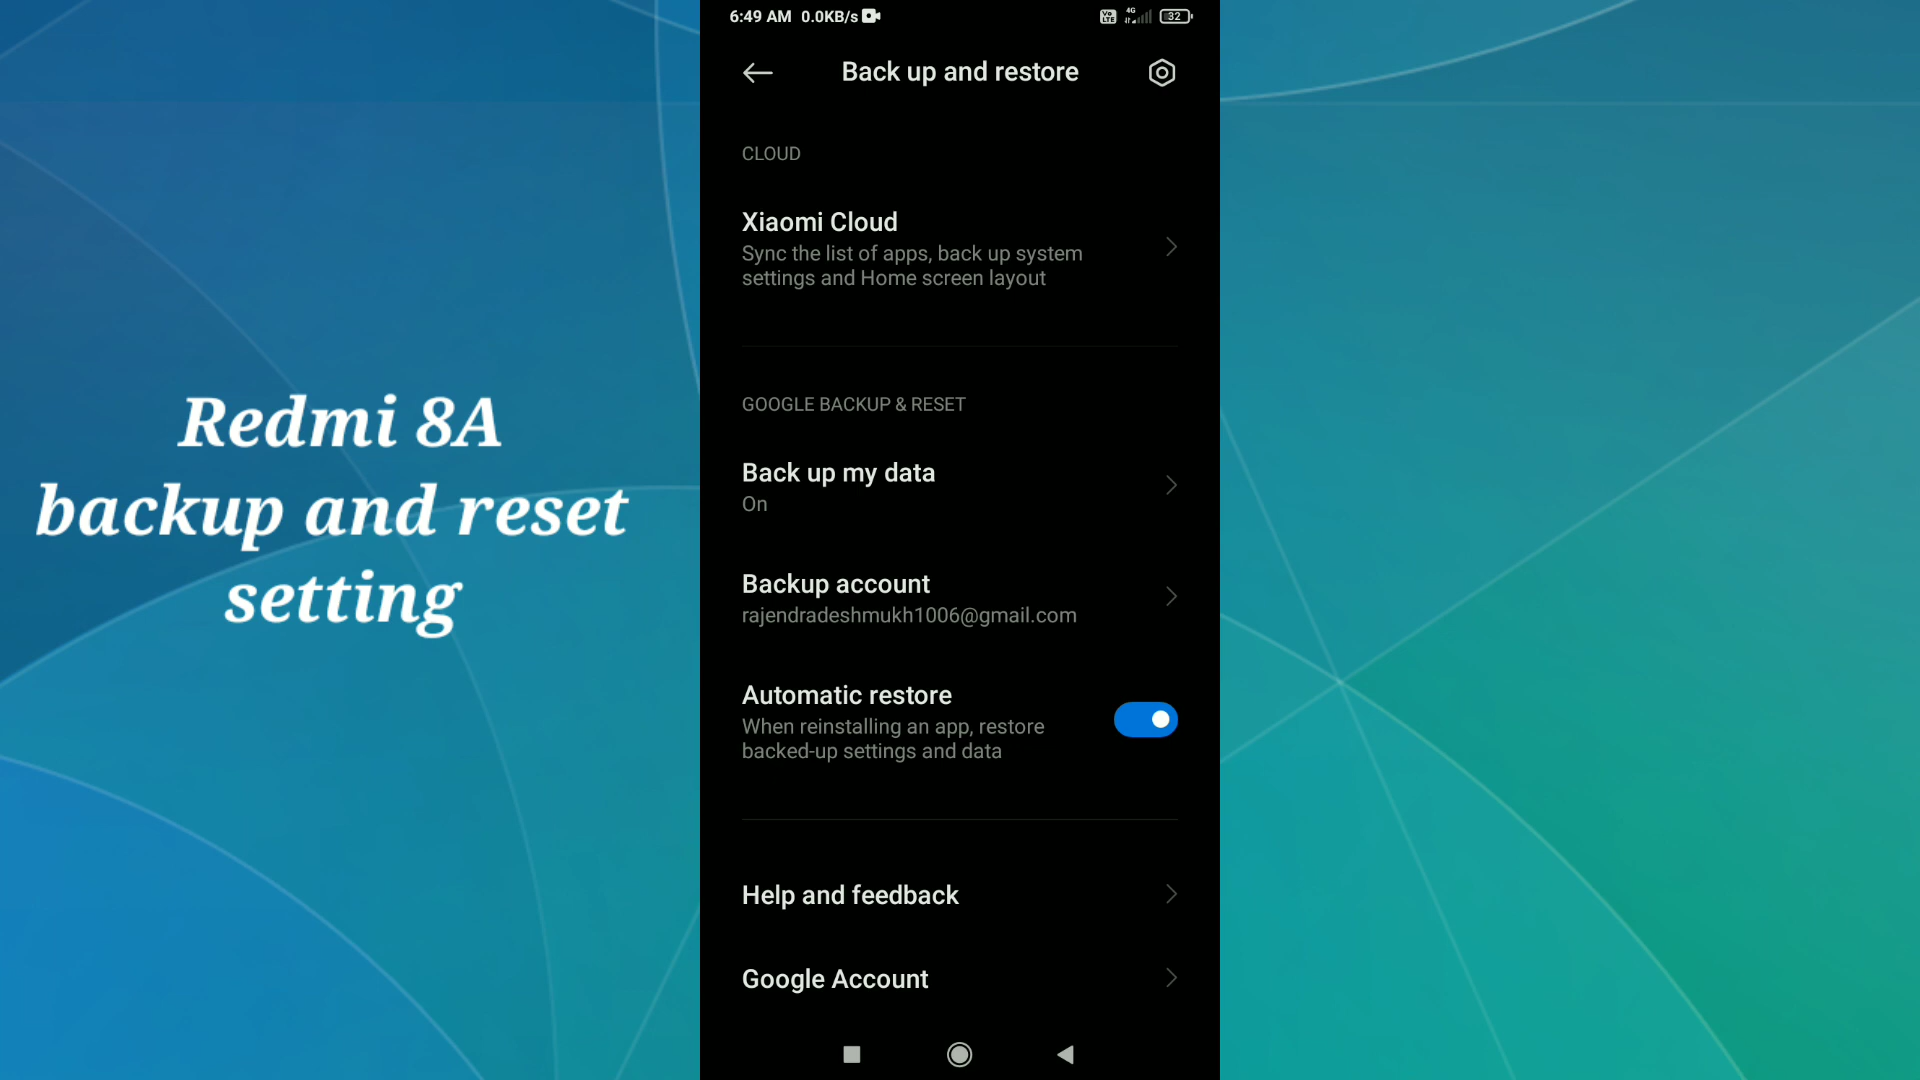 6:49 AM 0.0KB/s
Vo LTE 4G 32
Back up and restore
CLOUD
Xiaomi Cloud
Sync the list of apps, back up system
settings and Home screen layout
GOOGLE BACKUP & RESET
Back up my data
On
Backup account
rajendradeshmukh1006@gmail.com
Automatic restore
When reinstalling an app, restore
backed-up settings and data
Help and feedback
Google Account
Redmi 8A
backup and reset
setting